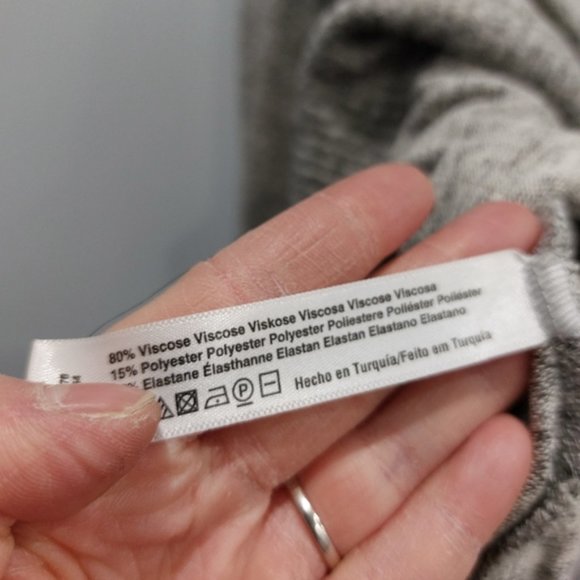 80% Viscose Viscose Viskose Viscosa Viscose Viscosa
15% Polyester Polyester Polyester Poliestere Poliéster Poliéster
% Elastane Élasthanne Elastan Elastan Elastano Elastano
P
Hecho en Turquía/Feito em Turquia